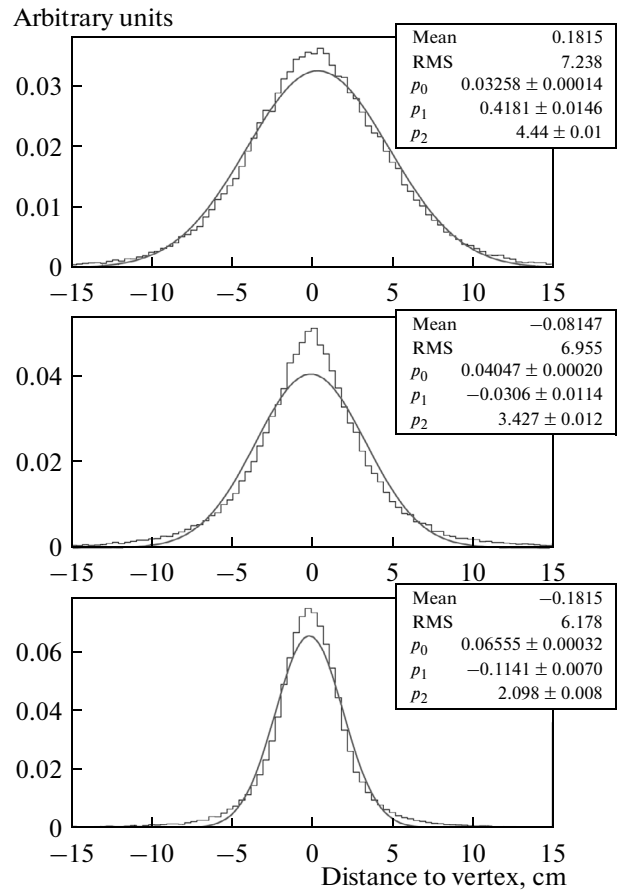 Arbitrary units
Mean 0.1815
RMS 7.238
p0 0.03258 ± 0.00014
p1 0.4181 ± 0.0146
p2 4.44 ± 0.01
0.03
0.02
0.01
0
−15 −10 −5 0 5 10 15
Mean −0.08147
RMS 6.955
p0 0.04047 ± 0.00020
p1 −0.0306 ± 0.0114
p2 3.427 ± 0.012
0.04
0.02
0
−15 −10 −5 0 5 10 15
Mean −0.1815
RMS 6.178
p0 0.06555 ± 0.00032
p1 −0.1141 ± 0.0070
p2 2.098 ± 0.008
0.06
0.04
0.02
0
−15 −10 −5 0 5 10 15
Distance to vertex, cm